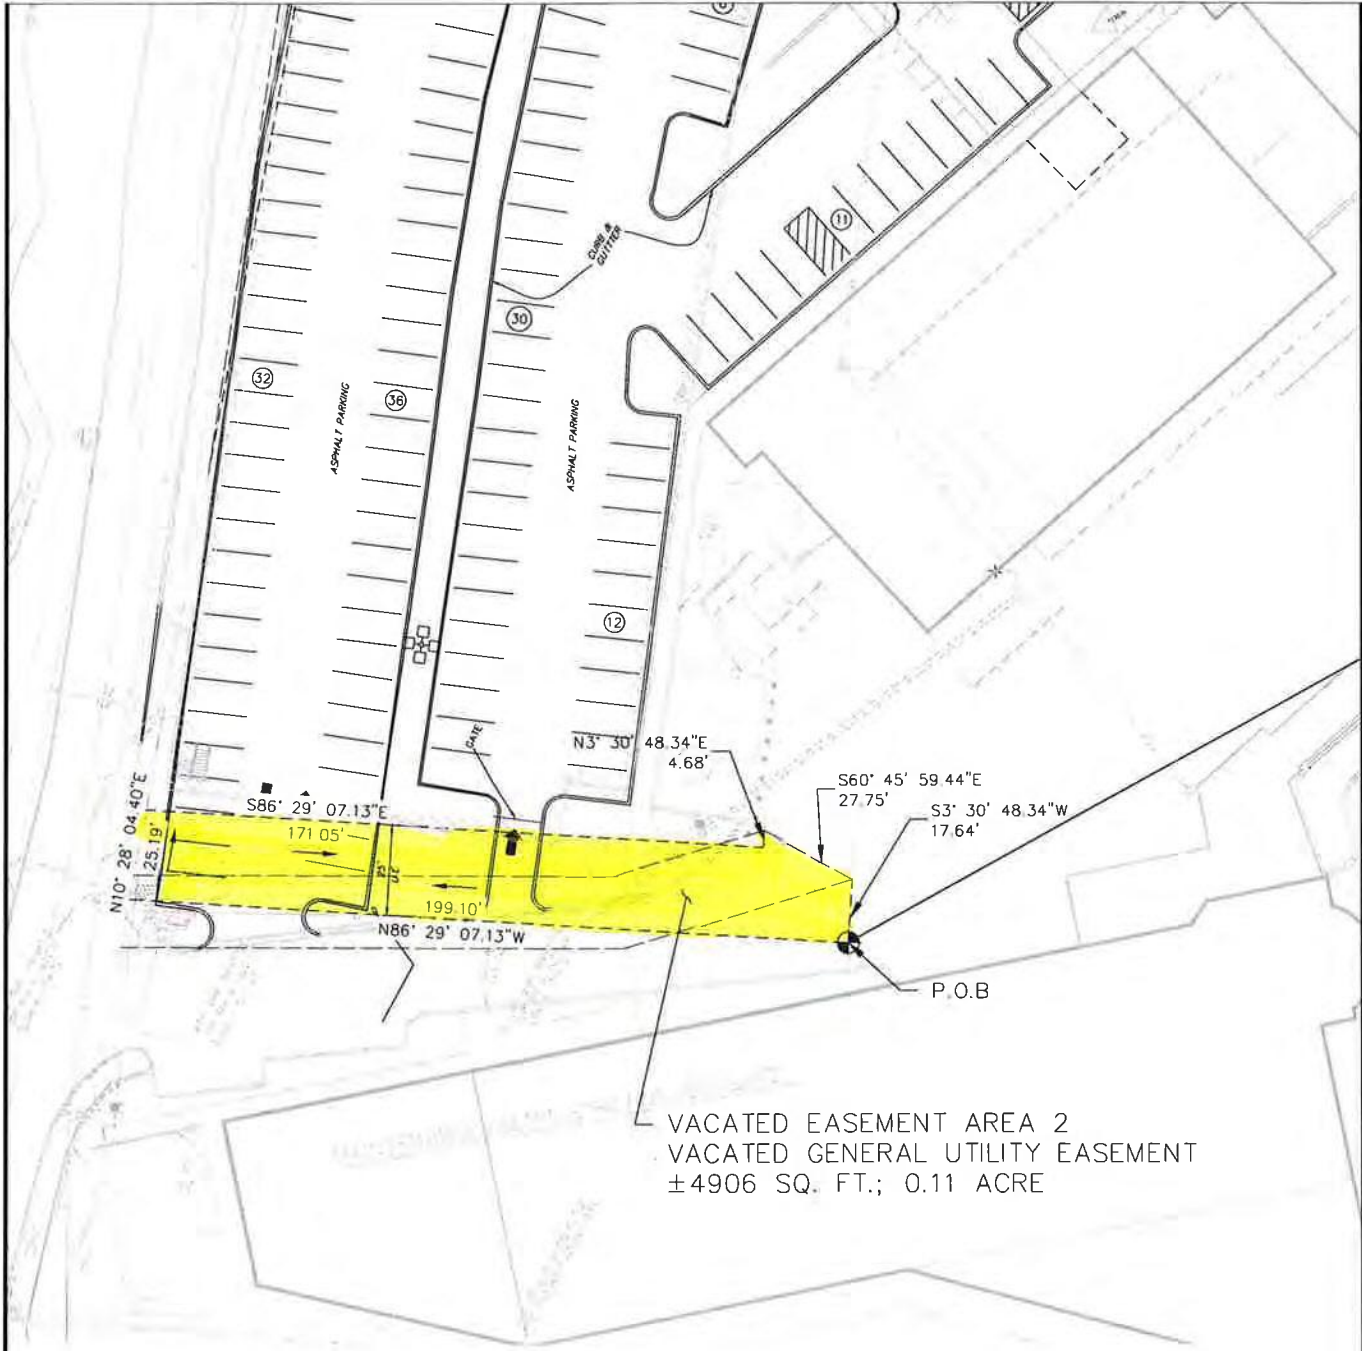 11
CURB &
GUTTER
30
32
36
ASPHALT PARKING
ASPHALT PARKING
12
GATE
N3° 30' 48.34"E
4.68'
S60° 45' 59.44"E
27.75'
S3° 30' 48.34"W
17.64'
S86° 29' 07.13"E
171.05'
N10° 28' 04.40"E
25.19'
199.10'
N86° 29' 07.13"W
P.O.B
VACATED EASEMENT AREA 2
VACATED GENERAL UTILITY EASEMENT
±4906 SQ. FT.; 0.11 ACRE